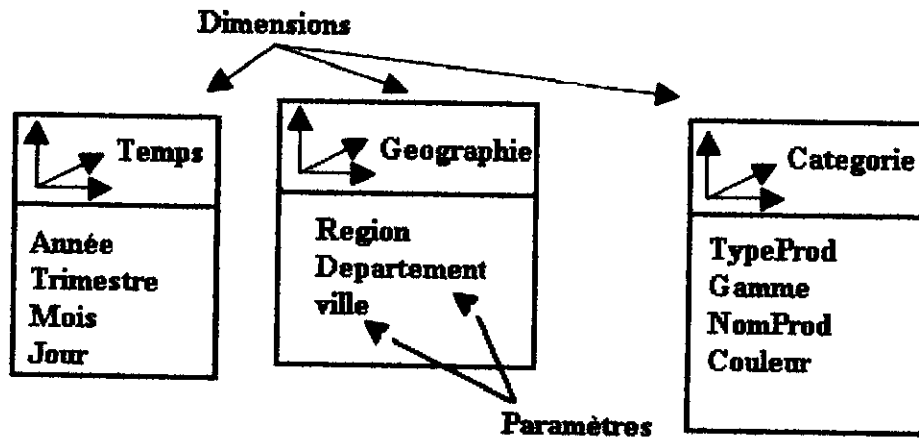 Dimensions
Temps
Année
Trimestre
Mois
Jour
Geographie
Region
Departement
ville
Categorie
TypeProd
Gamme
NomProd
Couleur
Paramètres